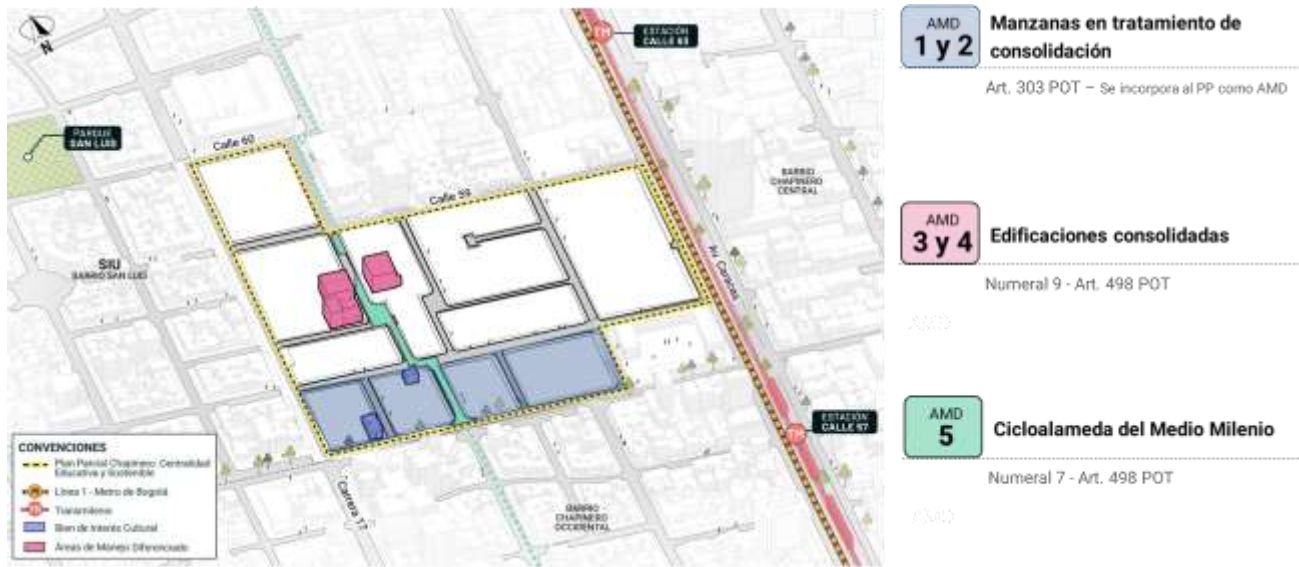 N
ESTACIÓN
CALLE 63
PARQUE
SAN LUIS
Calle 60
Calle 59
BARRIO
CHAPINERO
CENTRAL
SIU
BARRIO SAN LUIS
Av. Caracas
ESTACIÓN
CALLE 57
Carrera 17
BARRIO
CHAPINERO
OCCIDENTAL
CONVENCIONES
Plan Parcial Chapinero: Centralidad
Educativa y Sostenible
Línea 1 - Metro de Bogotá
Transmilenio
Bien de Interés Cultural
Áreas de Manejo Diferenciado
AMD
1 y 2
Manzanas en tratamiento de
consolidación
Art. 303 POT – Se incorpora al PP como AMD
AMD
3 y 4
Edificaciones consolidadas
Numeral 9 - Art. 498 POT
AMD
5
Cicloalameda del Medio Milenio
Numeral 7 - Art. 498 POT